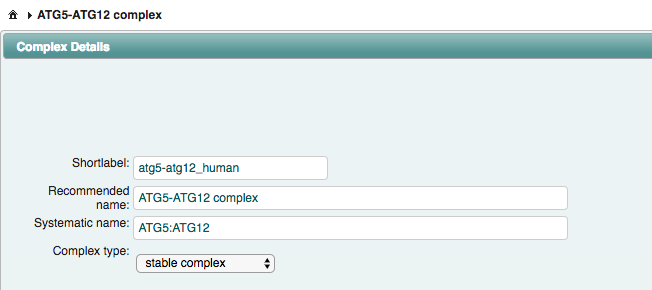 ATG5-ATG12 complex
Complex Details
Shortlabel: atg5-atg12_human
Recommended name: ATG5-ATG12 complex
Systematic name: ATG5:ATG12
Complex type: stable complex